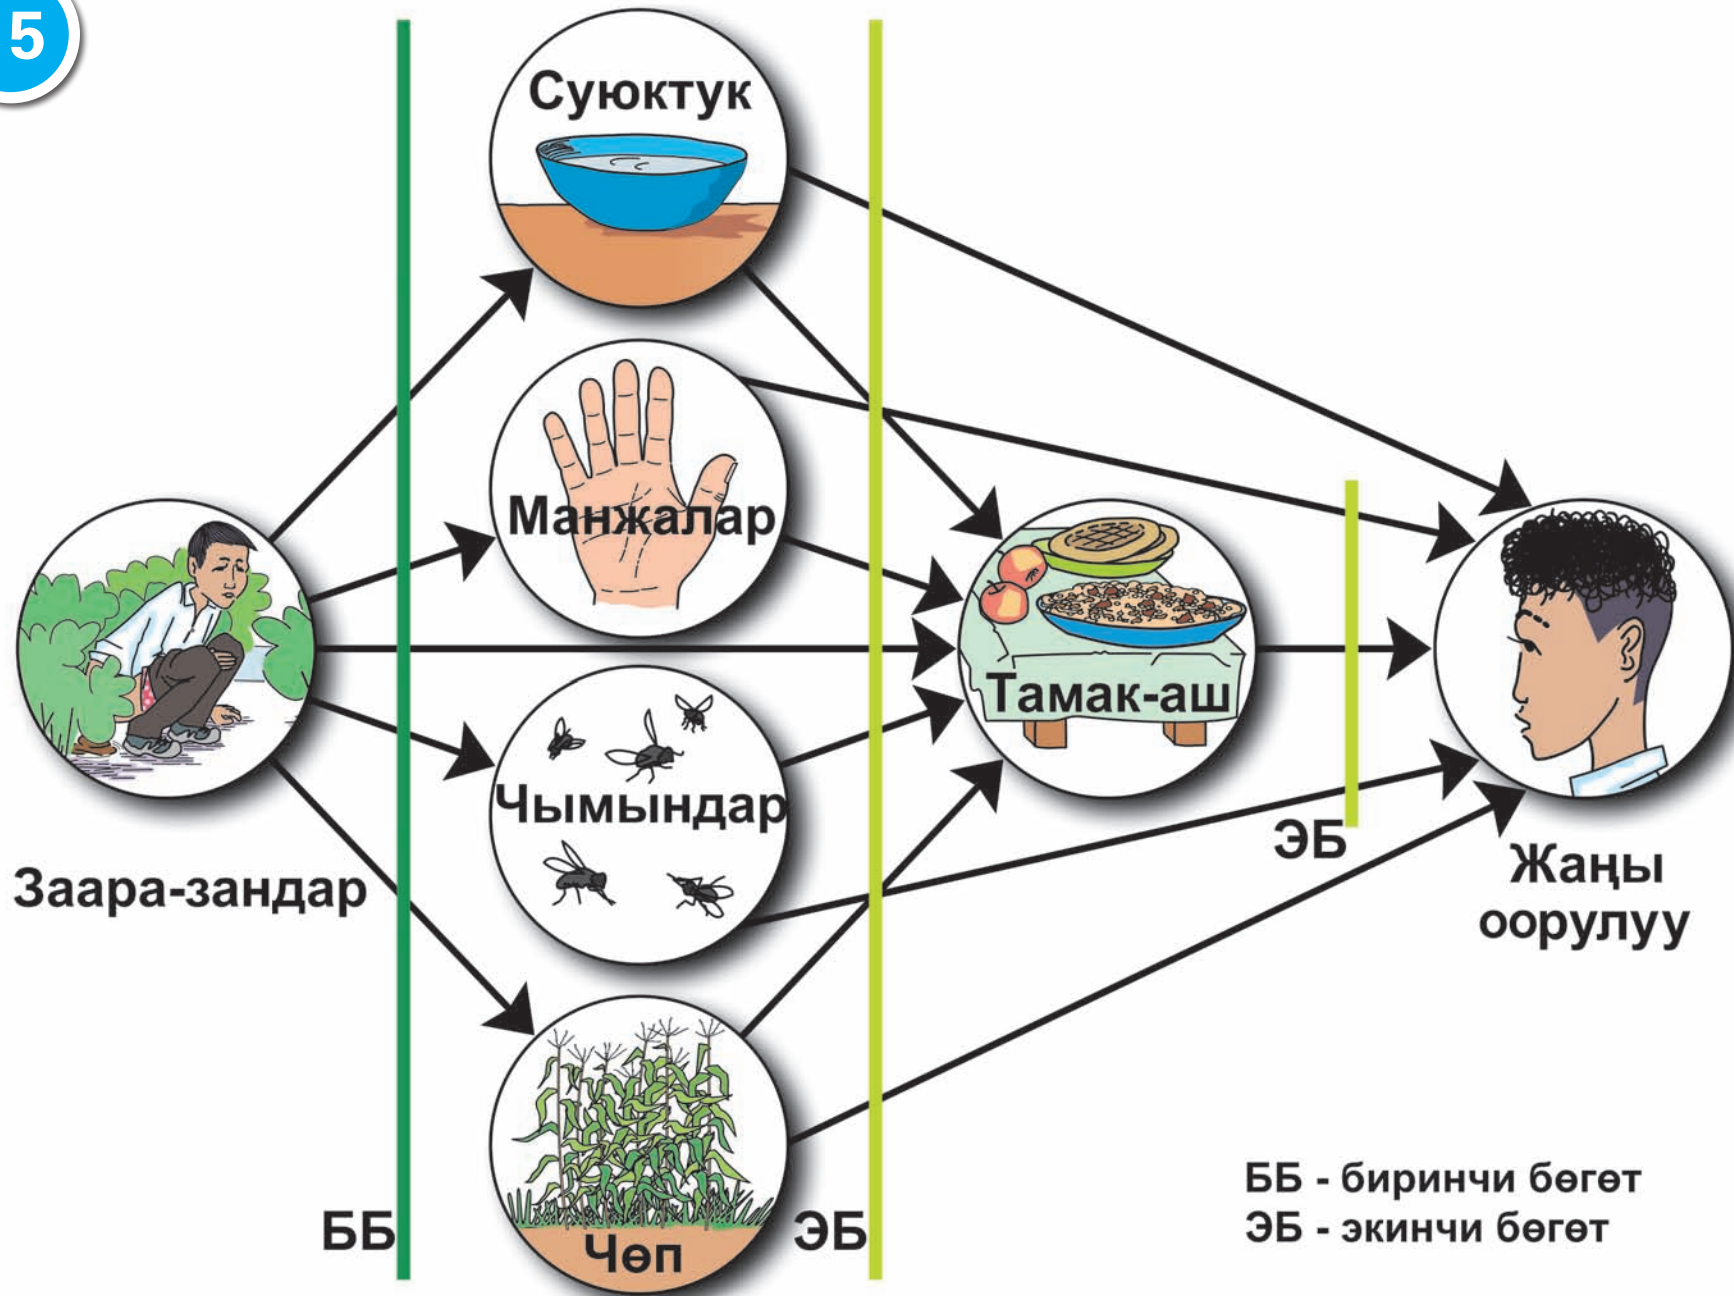 5
Суюктук
Манжалар
Тамак-аш
Чымындар
Заара-зандар
ЭБ
Жаңы
оорулуу
ББ
ЭБ
Чөп
ББ - биринчи бөгөт
ЭБ - экинчи бөгөт